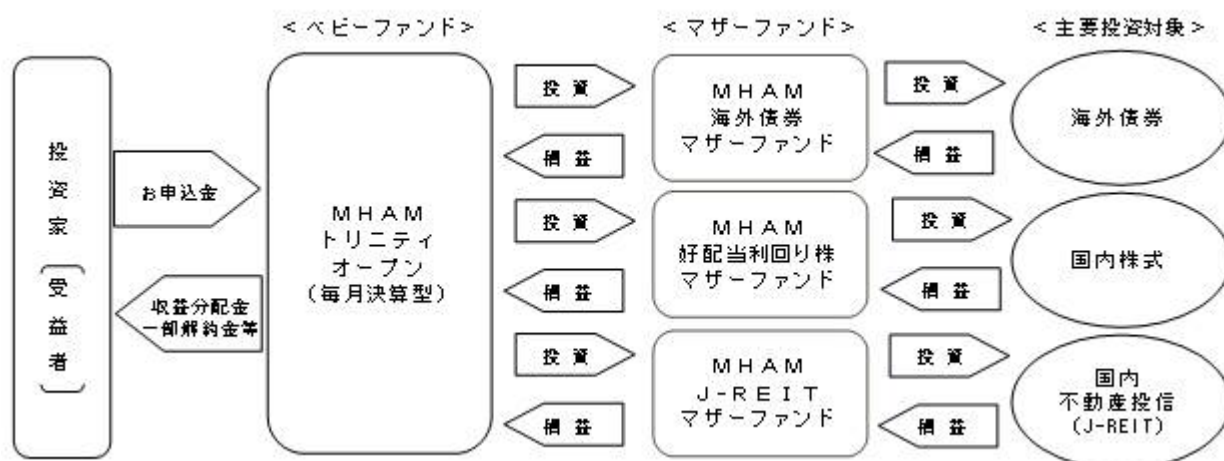 ＜ベビーファンド＞
＜マザーファンド＞
＜主要投資対象＞
投資家（受益者）
お申込金
収益分配金
一部解約金等
ＭＨＡＭ
トリニティ
オープン
（毎月決算型）
投資
損益
投資
損益
投資
損益
ＭＨＡＭ
海外債券
マザーファンド
ＭＨＡＭ
好配当利回り株
マザーファンド
ＭＨＡＭ
Ｊ-ＲＥＩＴ
マザーファンド
投資
損益
投資
損益
投資
損益
海外債券
国内株式
国内
不動産投信
(J-REIT)